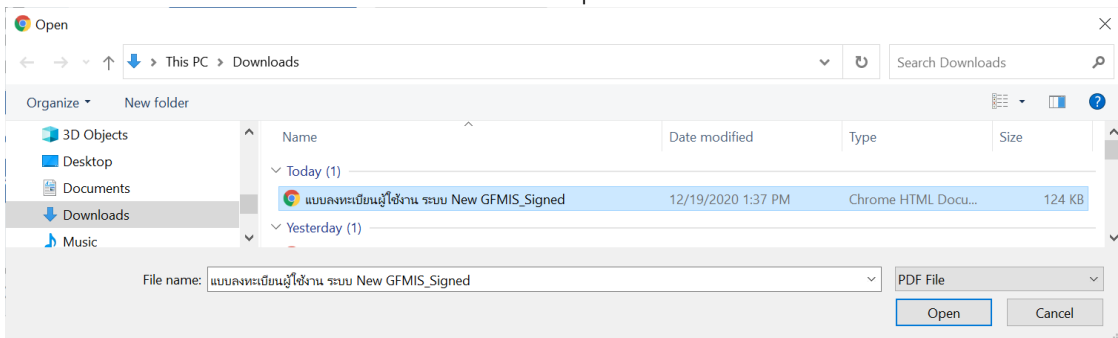 Open
This PC > Downloads
Search Downloads
Organize
New folder
3D Objects
Name
Date modified
Type
Size
Desktop
Today (1)
Documents
แบบลงทะเบียนผู้ใช้งาน ระบบ New GFMIS_Signed
12/19/2020 1:37 PM
Chrome HTML Docu...
124 KB
Downloads
Yesterday (1)
Music
File name:
แบบลงทะเบียนผู้ใช้งาน ระบบ New GFMIS_Signed
PDF File
Open
Cancel